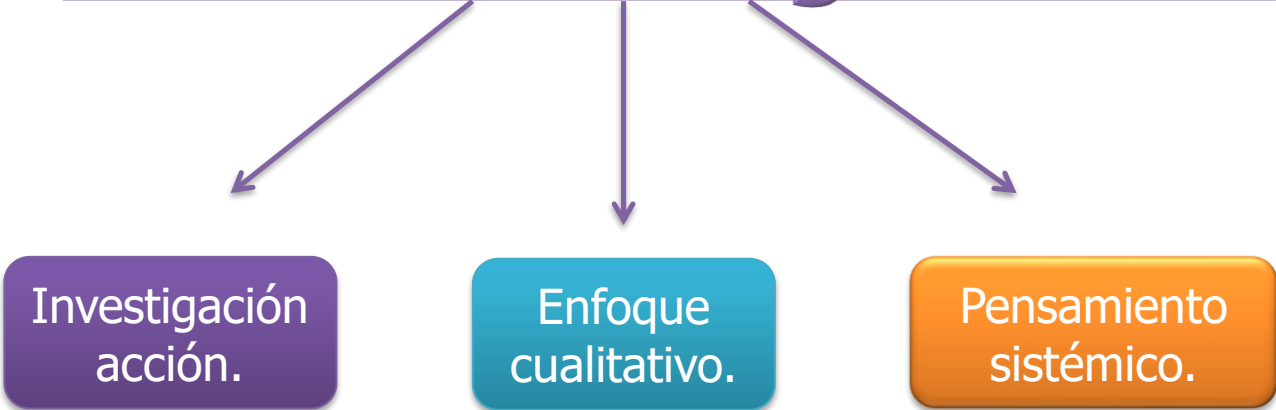 Investigación
acción.
Enfoque
cualitativo.
Pensamiento
sistémico.